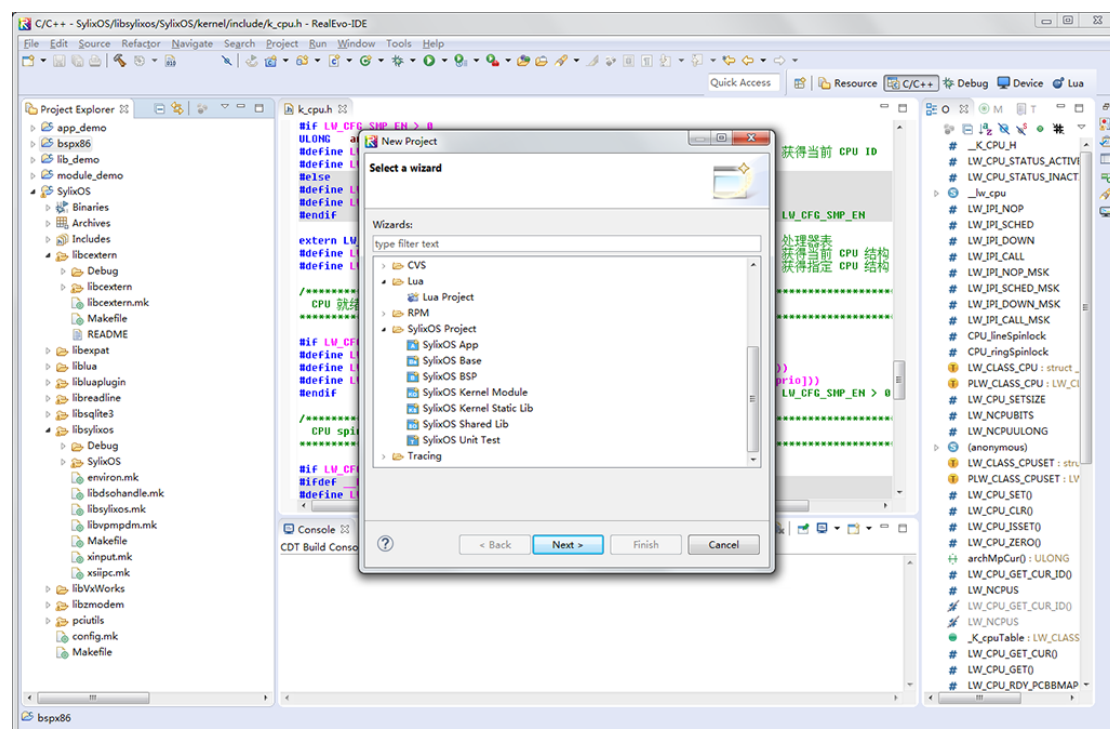 C/C++ - SylixOS/libsylixos/SylixOS/kernel/include/k_cpu.h - RealEvo-IDE
File Edit Source Refactor Navigate Search Project Run Window Tools Help
Quick Access Resource C/C++ Debug Device Lua
Project Explorer
app_demo
bspx86
lib_demo
module_demo
SylixOS
Binaries
Archives
Includes
libcextern
Debug
libcextern
libcextern.mk
Makefile
README
libexpat
liblua
libluaplugin
libreadline
libsqlite3
libsylixos
Debug
SylixOS
environ.mk
libdsohandle.mk
libsylixos.mk
libvpmpdm.mk
Makefile
xinput.mk
xsiipc.mk
libVxWorks
libzmodem
pciutils
config.mk
Makefile
k_cpu.h
#if LW_CFG_SMP_EN > 0
ULONG
#define 获得当前 CPU ID
#define
#else
#define
#define
#endif LW_CFG_SMP_EN
extern 处理器表
#define 获得当前 CPU 结构
#define 获得指定 CPU 结构
/************
CPU 就绪
#if
#define ))
#define prio]))
#endif LW_CFG_SMP_EN > 0
/************
CPU
#if
#ifdef
#define
New Project
Select a wizard
Wizards:
type filter text
CVS
Lua
Lua Project
RPM
SylixOS Project
SylixOS App
SylixOS Base
SylixOS BSP
SylixOS Kernel Module
SylixOS Kernel Static Lib
SylixOS Shared Lib
SylixOS Unit Test
Tracing
? < Back Next > Finish Cancel
Console
CDT Build Conso
O M T
__K_CPU_H
LW_CPU_STATUS_ACTIVE
LW_CPU_STATUS_INACT
__lw_cpu
LW_IPI_NOP
LW_IPI_SCHED
LW_IPI_DOWN
LW_IPI_CALL
LW_IPI_NOP_MSK
LW_IPI_SCHED_MSK
LW_IPI_DOWN_MSK
LW_IPI_CALL_MSK
CPU_lineSpinlock
CPU_ringSpinlock
LW_CLASS_CPU : struct _
PLW_CLASS_CPU : LW_CL
LW_CPU_SETSIZE
LW_NCPUBITS
LW_NCPUULONG
(anonymous)
LW_CLASS_CPUSET : stru
PLW_CLASS_CPUSET : LW
LW_CPU_SET()
LW_CPU_CLR()
LW_CPU_ISSET()
LW_CPU_ZERO()
archMpCur() : ULONG
LW_CPU_GET_CUR_ID()
LW_NCPUS
LW_CPU_GET_CUR_ID()
LW_NCPUS
_K_cpuTable : LW_CLASS
LW_CPU_GET_CUR()
LW_CPU_GET()
LW_CPU_RDY_PCBBMAP
bspx86